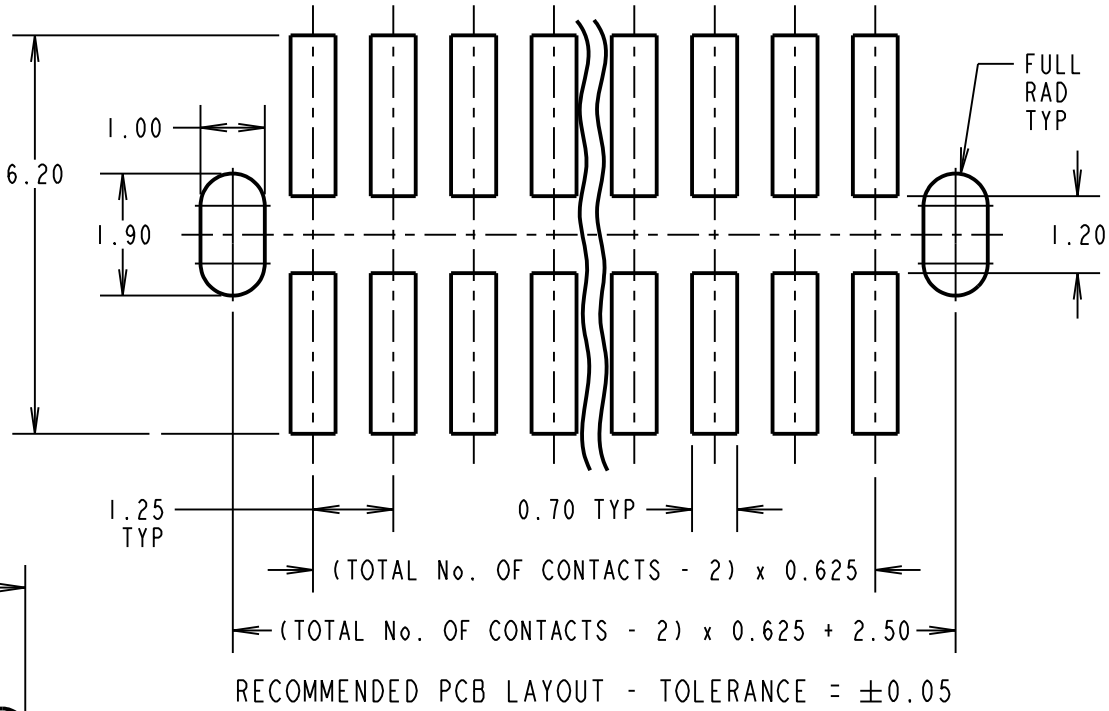 FULL
RAD
TYP
1.00
6.20
1.90
1.20
1.25
TYP
0.70 TYP
(TOTAL No. OF CONTACTS - 2) x 0.625
(TOTAL No. OF CONTACTS - 2) x 0.625 + 2.50
RECOMMENDED PCB LAYOUT - TOLERANCE = ±0.05